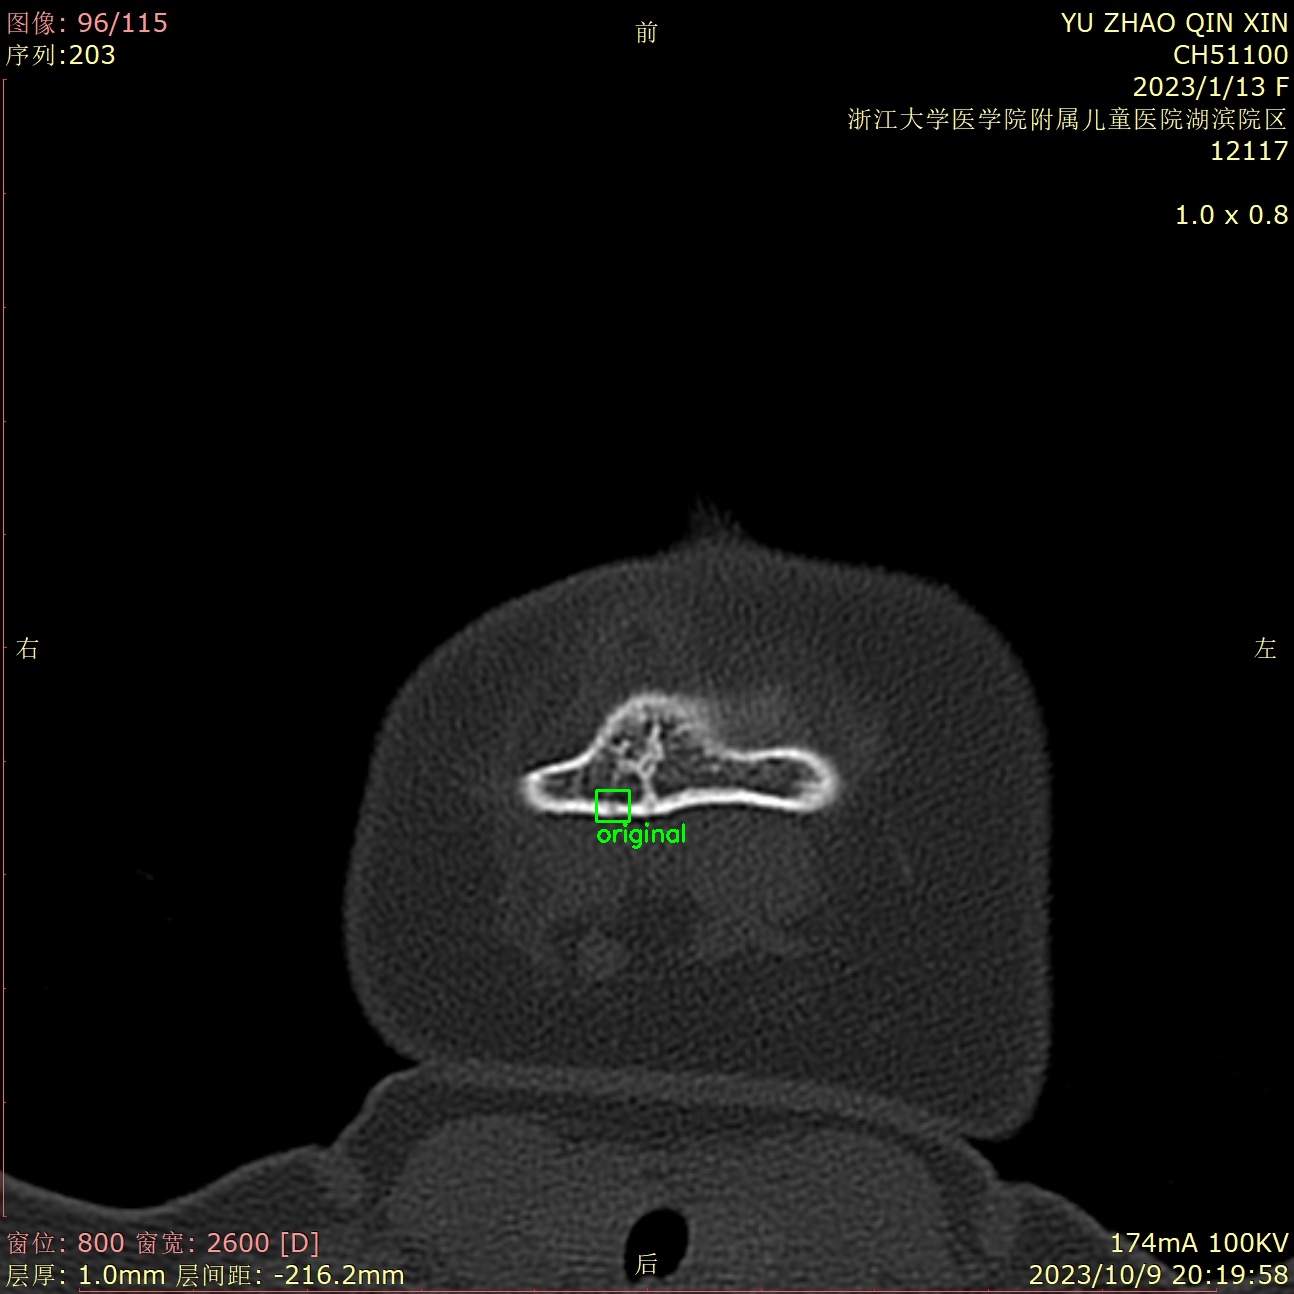 图像: 96/115
序列:203
前
YU ZHAO QIN XIN
CH51100
2023/1/13 F
浙江大学医学院附属儿童医院湖滨院区
12117
1.0 x 0.8
右
左
original
窗位: 800 窗宽: 2600 [D]
层厚: 1.0mm 层间距: -216.2mm
后
174mA 100KV
2023/10/9 20:19:58